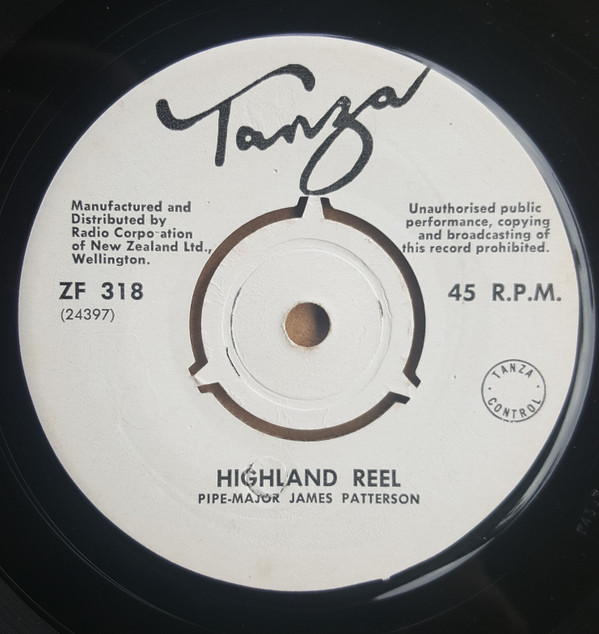 Tanza
Manufactured and
Distributed by
Radio Corpo ation
of New Zealand Ltd.,
Wellington.
Unauthorised public
performance, copying
and broadcasting of
this record prohibited.
ZF 318
(24397)
45 R.P.M.
· TANZA ·
CONTROL
HIGHLAND REEL
PIPE-MAJOR JAMES PATTERSON